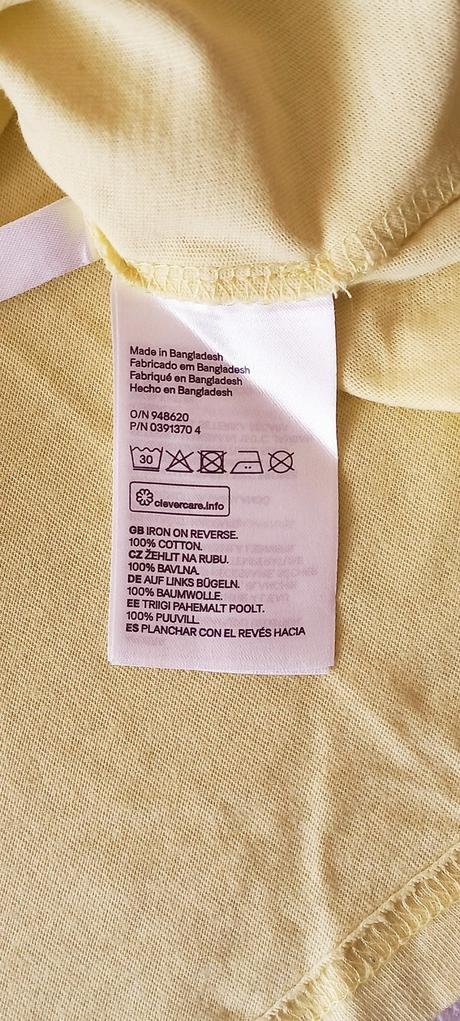 Made in Bangladesh
Fabricado em Bangladesh
Fabriqué en Bangladesh
Hecho en Bangladesh
O/N 948620
P/N 0391370 4
30
clevercare.info
GB IRON ON REVERSE.
100% COTTON.
CZ ŽEHLIT NA RUBU.
100% BAVLNA.
DE AUF LINKS BÜGELN.
100% BAUMWOLLE.
EE TRIIGI PAHEMALT POOLT.
100% PUUVILL.
ES PLANCHAR CON EL REVÉS HACIA